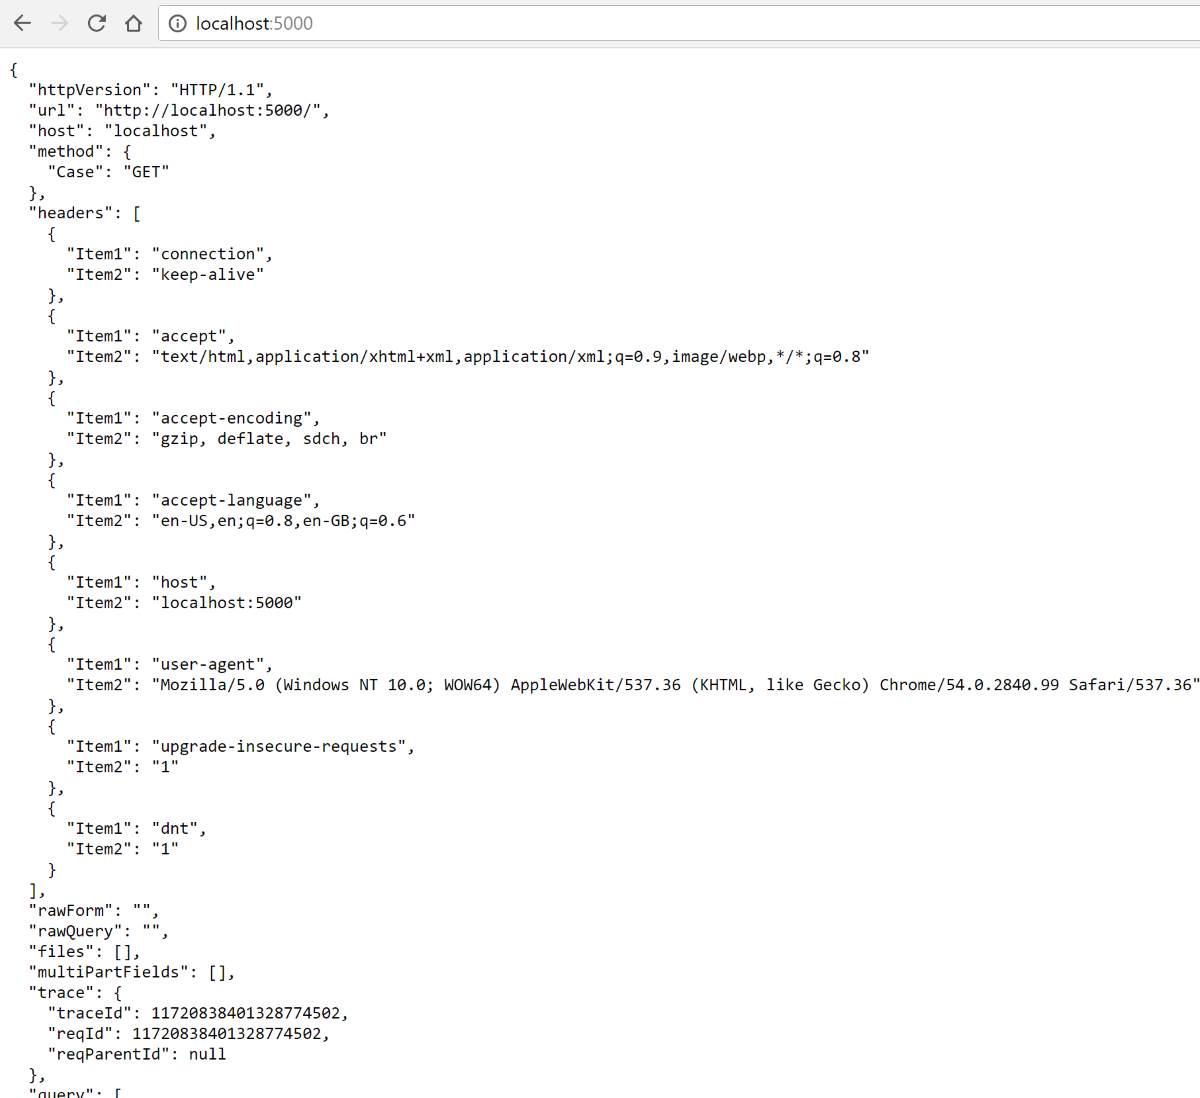 localhost:5000
{
  "httpVersion": "HTTP/1.1",
  "url": "http://localhost:5000/",
  "host": "localhost",
  "method": {
    "Case": "GET"
  },
  "headers": [
    {
      "Item1": "connection",
      "Item2": "keep-alive"
    },
    {
      "Item1": "accept",
      "Item2": "text/html,application/xhtml+xml,application/xml;q=0.9,image/webp,*/*;q=0.8"
    },
    {
      "Item1": "accept-encoding",
      "Item2": "gzip, deflate, sdch, br"
    },
    {
      "Item1": "accept-language",
      "Item2": "en-US,en;q=0.8,en-GB;q=0.6"
    },
    {
      "Item1": "host",
      "Item2": "localhost:5000"
    },
    {
      "Item1": "user-agent",
      "Item2": "Mozilla/5.0 (Windows NT 10.0; WOW64) AppleWebKit/537.36 (KHTML, like Gecko) Chrome/54.0.2840.99 Safari/537.36"
    },
    {
      "Item1": "upgrade-insecure-requests",
      "Item2": "1"
    },
    {
      "Item1": "dnt",
      "Item2": "1"
    }
  ],
  "rawForm": "",
  "rawQuery": "",
  "files": [],
  "multiPartFields": [],
  "trace": {
    "traceId": 11720838401328774502,
    "reqId": 11720838401328774502,
    "reqParentId": null
  },
  "query": [